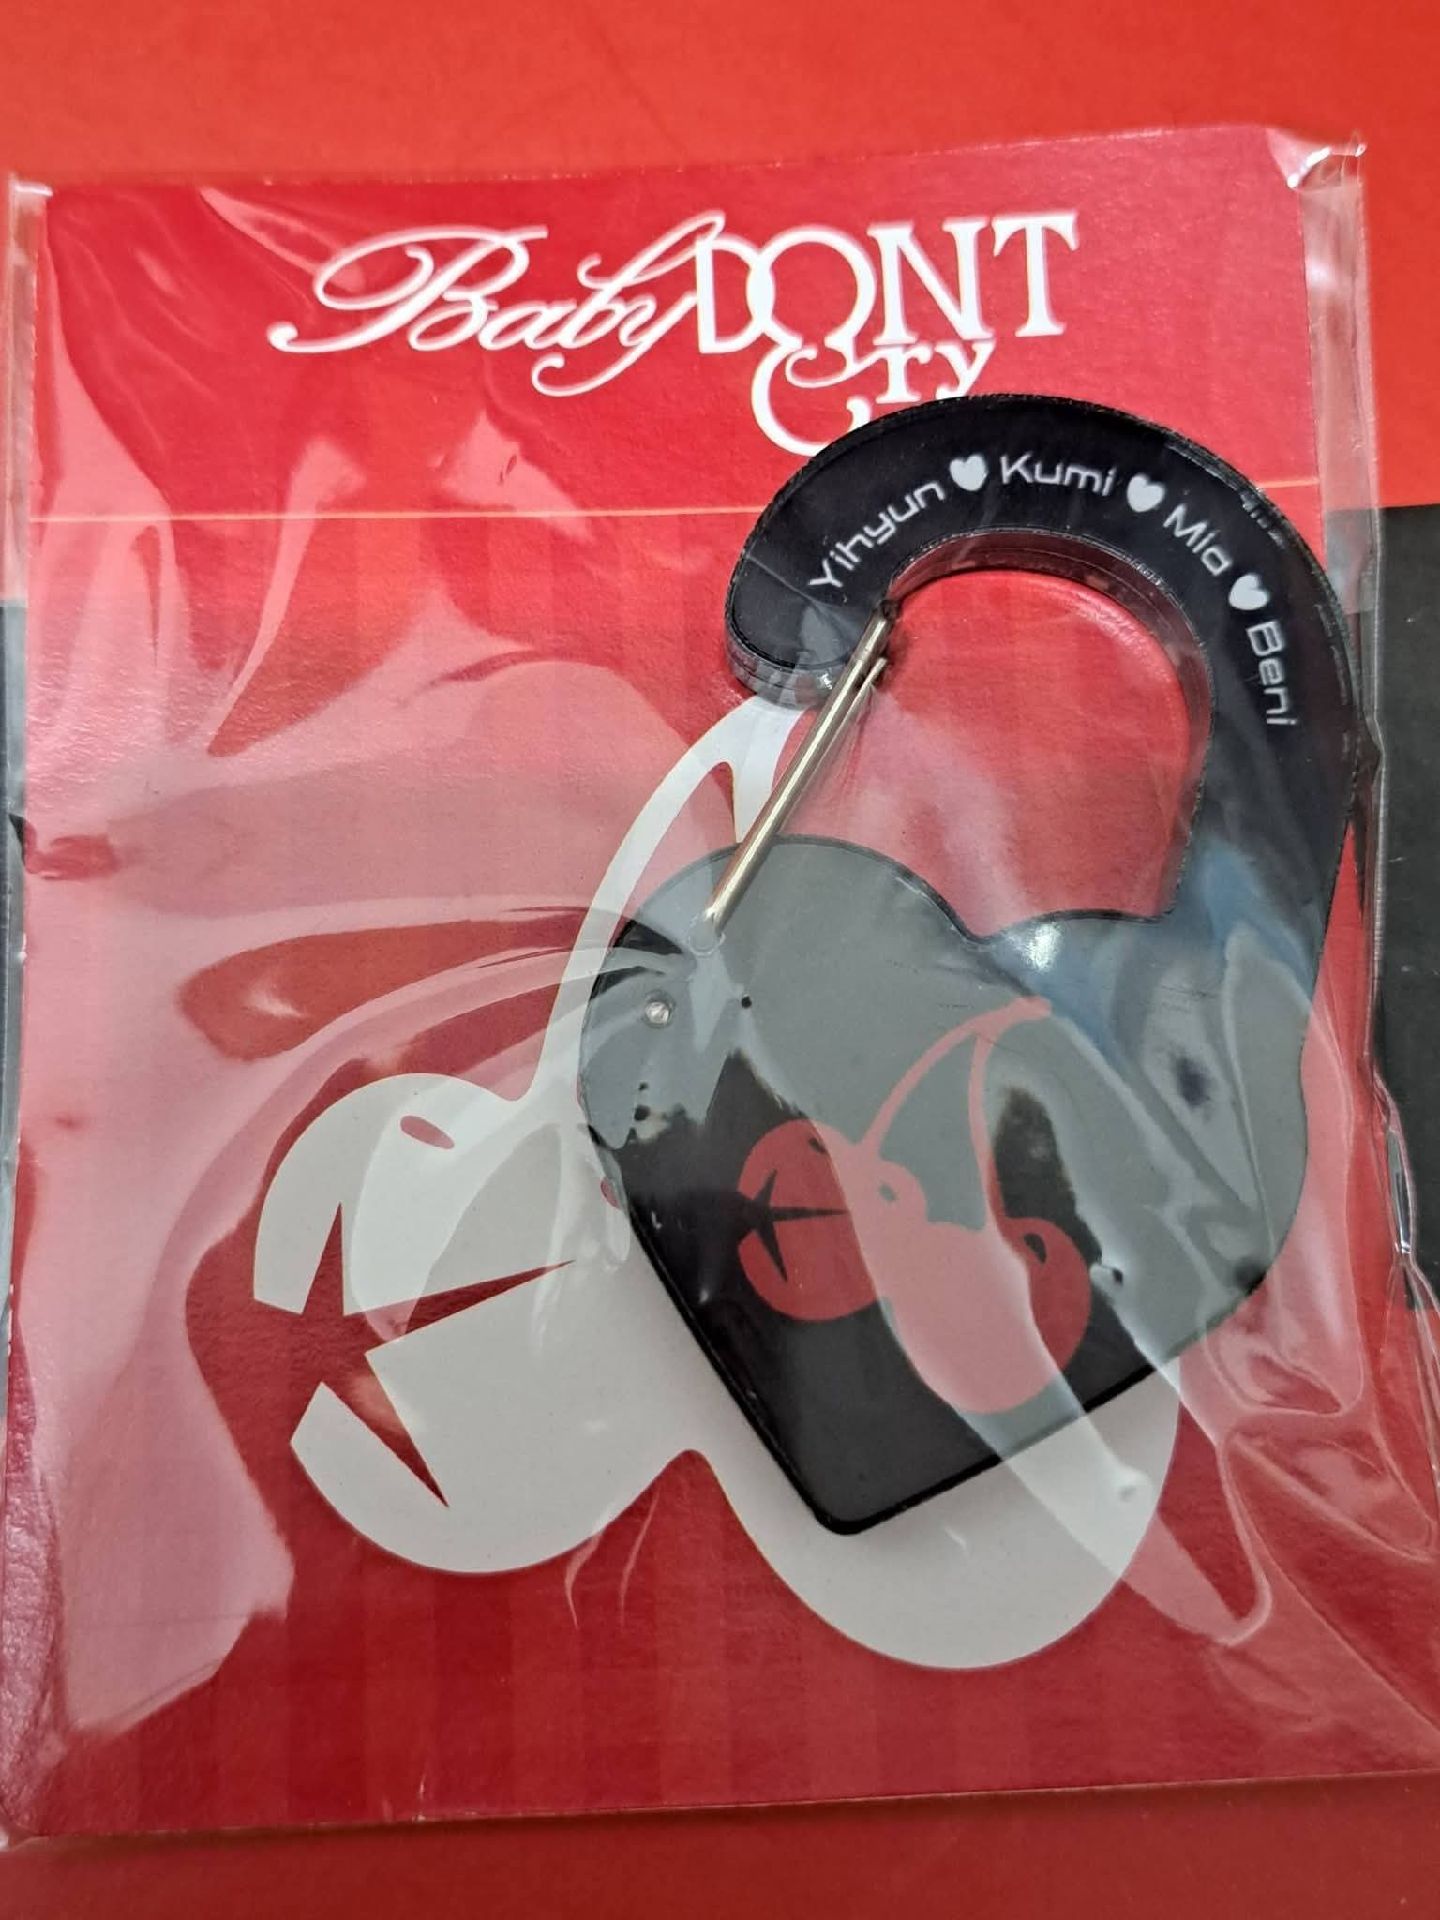 Baby DONT
Cry
Yihyun ♥ Kumi ♥ Mia ♥ Beni